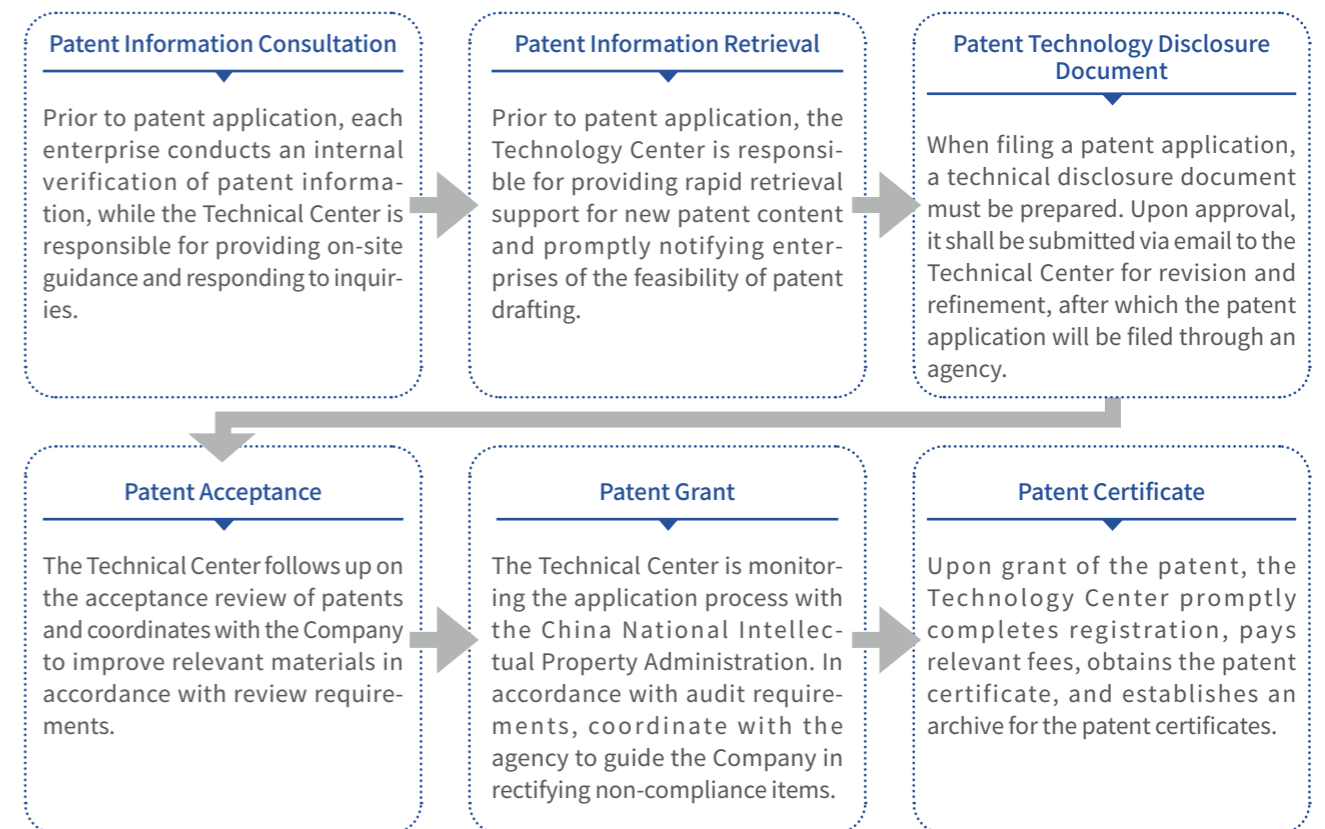 Patent Information Consultation
Prior to patent application, each
enterprise conducts an internal
verification of patent informa-
tion, while the Technical Center is
responsible for providing on-site
guidance and responding to inquir-
ies.
Patent Information Retrieval
Prior to patent application, the
Technology Center is responsi-
ble for providing rapid retrieval
support for new patent content
and promptly notifying enter-
prises of the feasibility of patent
drafting.
Patent Technology Disclosure
Document
When filing a patent application,
a technical disclosure document
must be prepared. Upon approval,
it shall be submitted via email to the
Technical Center for revision and
refinement, after which the patent
application will be filed through an
agency.
Patent Acceptance
The Technical Center follows up on
the acceptance review of patents
and coordinates with the Company
to improve relevant materials in
accordance with review require-
ments.
Patent Grant
The Technical Center is monitor-
ing the application process with
the China National Intellec-
tual Property Administration. In
accordance with audit require-
ments, coordinate with the
agency to guide the Company in
rectifying non-compliance items.
Patent Certificate
Upon grant of the patent, the
Technology Center promptly
completes registration, pays
relevant fees, obtains the patent
certificate, and establishes an
archive for the patent certificates.